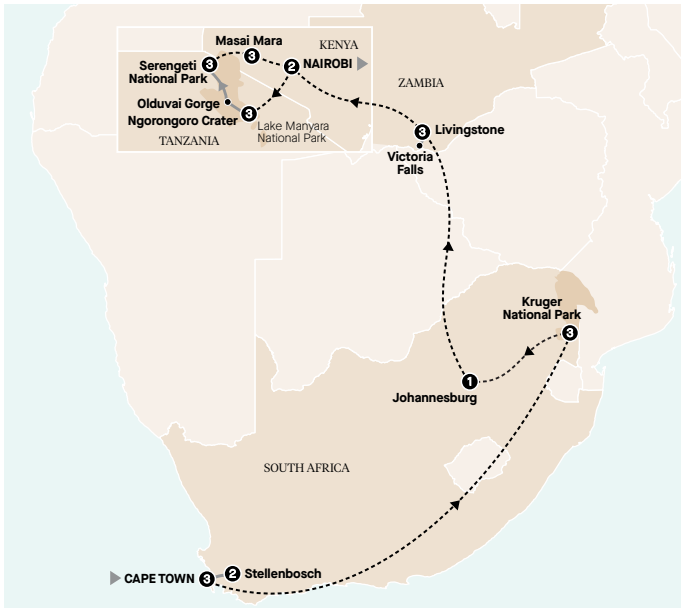 Masai Mara
3
KENYA
2
NAIROBI
Serengeti
National Park
3
Olduvai Gorge
Ngorongoro Crater
3
Lake Manyara
National Park
TANZANIA
ZAMBIA
3
Livingstone
Victoria
Falls
Kruger
National Park
3
1
Johannesburg
SOUTH AFRICA
CAPE TOWN
3
2
Stellenbosch